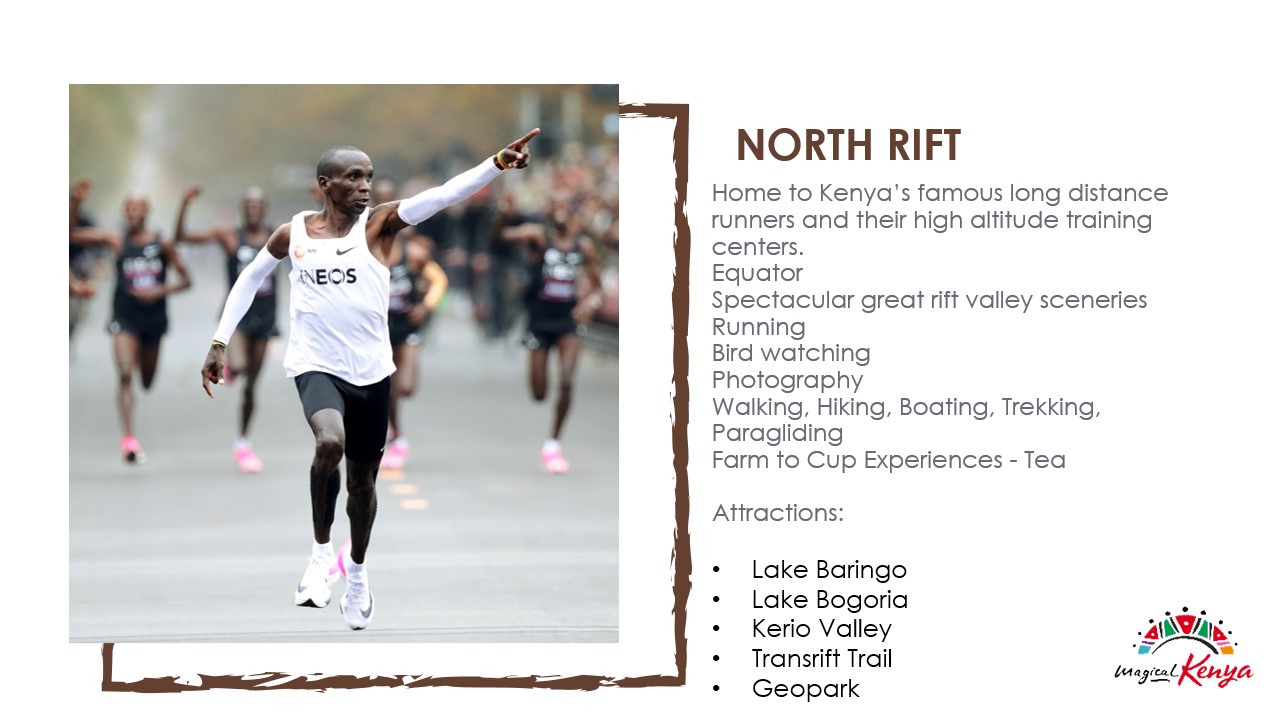 NORTH RIFT
Home to Kenya’s famous long distance
runners and their high altitude training
centers.
Equator
Spectacular great rift valley sceneries
Running
Bird watching
Photography
Walking, Hiking, Boating, Trekking,
Paragliding
Farm to Cup Experiences - Tea
Attractions:
• Lake Baringo
• Lake Bogoria
• Kerio Valley
• Transrift Trail
• Geopark
INEOS
magical Kenya